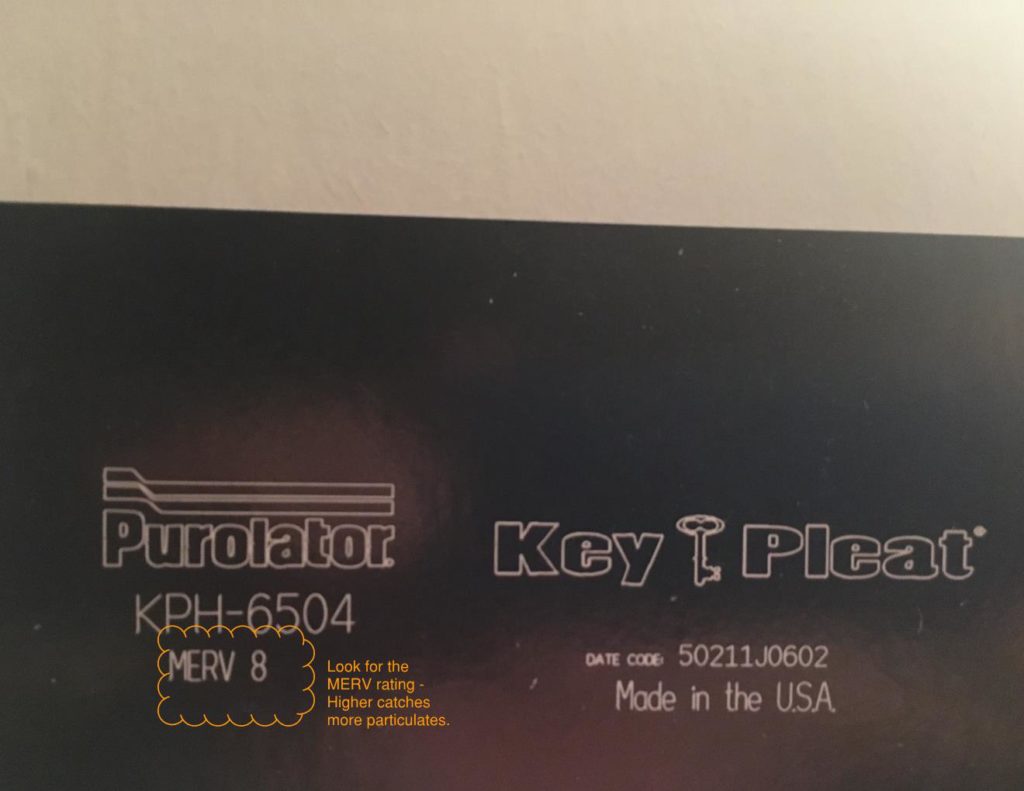 Purolator®
KPH-6504
MERV 8
Look for the
MERV rating -
Higher catches
more particulates.
Key Pleat®
DATE CODE: 50211J0602
Made in the U.S.A.